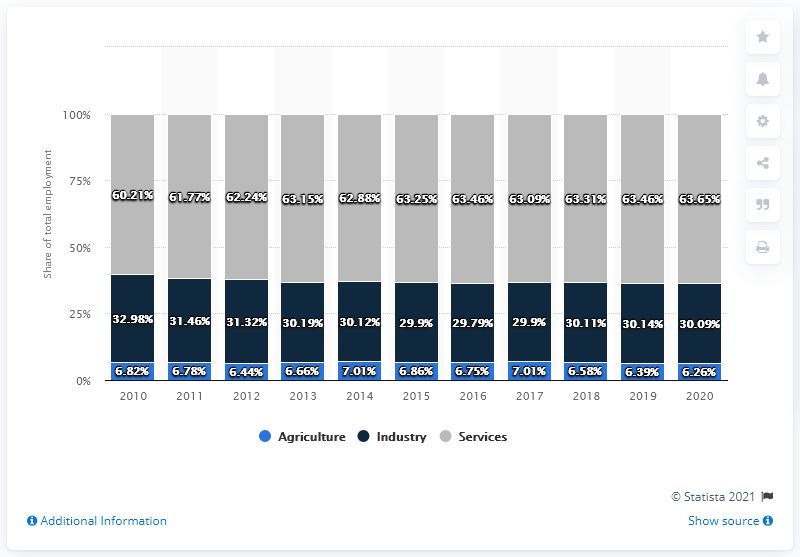 Share of total employment
100%
75%
50%
25%
0%
60.21% 61.77% 62.24% 63.15% 62.88% 63.25% 63.46% 63.09% 63.31% 63.46% 63.65%
32.98% 31.46% 31.32% 30.19% 30.12% 29.9% 29.79% 29.9% 30.11% 30.14% 30.09%
6.82% 6.78% 6.44% 6.66% 7.01% 6.86% 6.75% 7.01% 6.58% 6.39% 6.26%
2010 2011 2012 2013 2014 2015 2016 2017 2018 2019 2020
Agriculture Industry Services
© Statista 2021
Additional Information Show source